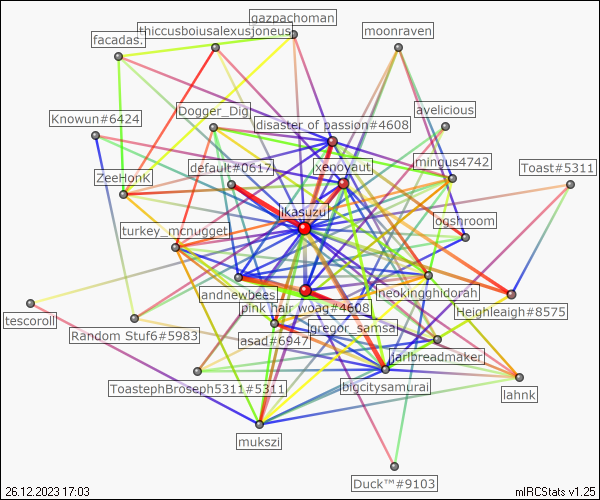 gazpachoman
thiccusboiusalexusjoneus
moonraven
facadas.
Dogger_Dig
avelicious
Knowun#6424
disaster of passion#4608
default#0617
xenovaut
mingus4742
Toast#5311
ZeeHonK
ikasuzu
ogshroom
turkey_mcnugget
andnewbees
neokingghidorah
pink hair woag#4608
Heighleaigh#8575
tescoroll
gregor_samsa
Random Stuf6#5983
asad#6947
jarlbreadmaker
ToastephBroseph5311#5311
bigcitysamurai
lahnk
mukszi
Duck™#9103
26.12.2023 17:03
mIRCStats v1.25